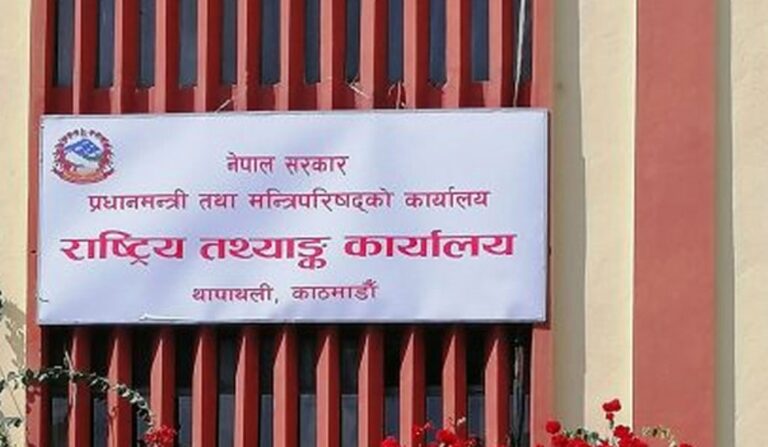 नेपाल सरकार
प्रधानमन्त्री तथा मन्त्रिपरिषद्को कार्यालय
राष्ट्रिय तथ्याङ्क कार्यालय
थापाथली, काठमाडौँ